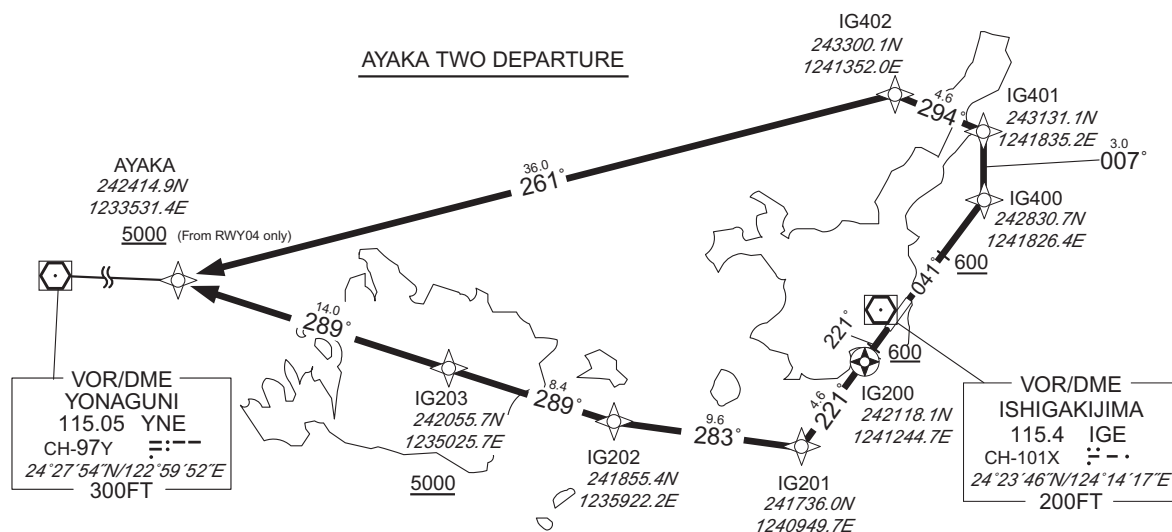 AYAKA TWO DEPARTURE
IG402
243300.1N
1241352.0E
4.6
294°
IG401
243131.1N
1241835.2E
3.0
007°
36.0
261°
AYAKA
242414.9N
1233531.4E
5000 (From RWY04 only)
IG400
242830.7N
1241826.4E
600
041°
14.0
289°
221°
600
VOR/DME
YONAGUNI
115.05 YNE
CH-97Y
24°27´54˝N/122°59´52˝E
300FT
IG203
242055.7N
1235025.7E
5000
8.4
289°
IG202
241855.4N
1235922.2E
9.6
283°
4.6
221°
IG200
242118.1N
1241244.7E
IG201
241736.0N
1240949.7E
VOR/DME
ISHIGAKIJIMA
115.4 IGE
CH-101X
24°23´46˝N/124°14´17˝E
200FT